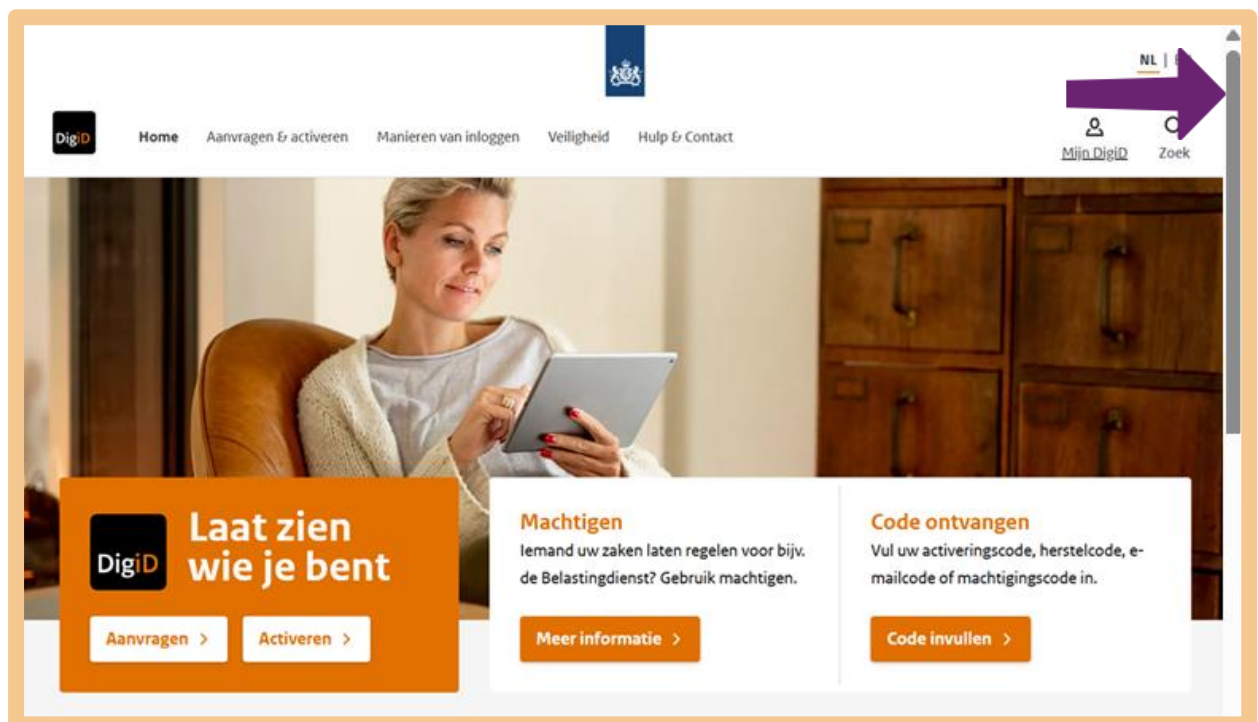 NL |
DigiD Home Aanvragen & activeren Manieren van inloggen Veiligheid Hulp & Contact
Mijn DigiD Zoek
DigiD
Laat zien
wie je bent
Aanvragen >
Activeren >
Machtigen
Iemand uw zaken laten regelen voor bijv.
de Belastingdienst? Gebruik machtigen.
Meer informatie >
Code ontvangen
Vul uw activeringscode, herstelcode, e-
mailcode of machtigingscode in.
Code invullen >